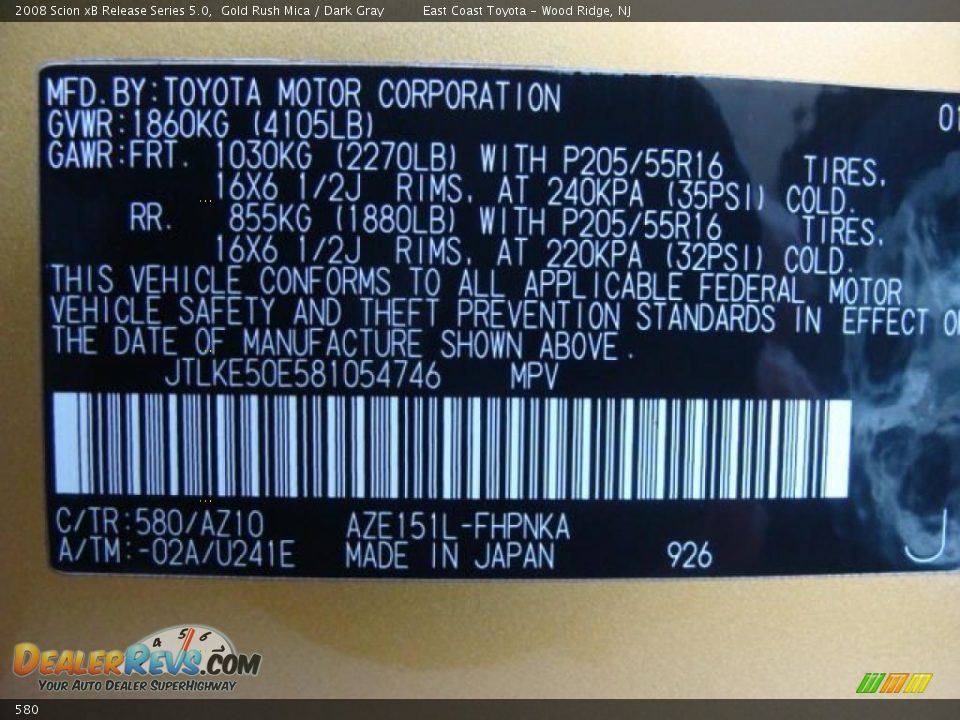 2008 Scion xB Release Series 5.0,  Gold Rush Mica / Dark Gray East Coast Toyota - Wood Ridge, NJ
MFD.BY:TOYOTA MOTOR CORPORATION 01
GVWR:1860KG (4105LB)
GAWR:FRT. 1030KG (2270LB) WITH P205/55R16 TIRES,
16X6 1/2J RIMS, AT 240KPA (35PSI) COLD.
RR. 855KG (1880LB) WITH P205/55R16 TIRES,
16X6 1/2J RIMS, AT 220KPA (32PSI) COLD.
THIS VEHICLE CONFORMS TO ALL APPLICABLE FEDERAL MOTOR
VEHICLE SAFETY AND THEFT PREVENTION STANDARDS IN EFFECT O
THE DATE OF MANUFACTURE SHOWN ABOVE.
JTLKE50E581054746 MPV
C/TR:580/AZ10 AZE151L-FHPNKA
A/TM:-02A/U241E MADE IN JAPAN 926 J
4 5 6 7
DEALERREVS.COM
YOUR AUTO DEALER SUPERHIGHWAY
580